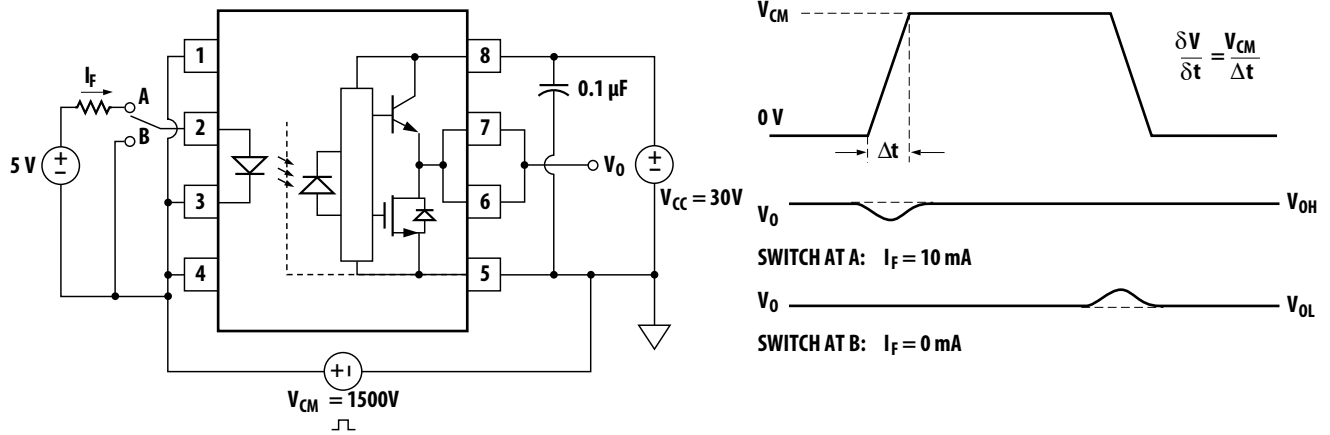 1
8
I_F
A
0.1 µF
2
7
B
5 V
+
−
V_O
+
−
3
6
V_CC = 30V
4
5
+ −
V_CM = 1500V
V_CM
δV/δt = V_CM/Δt
0 V
Δt
V_O
V_OH
SWITCH AT A: I_F = 10 mA
V_O
V_OL
SWITCH AT B: I_F = 0 mA